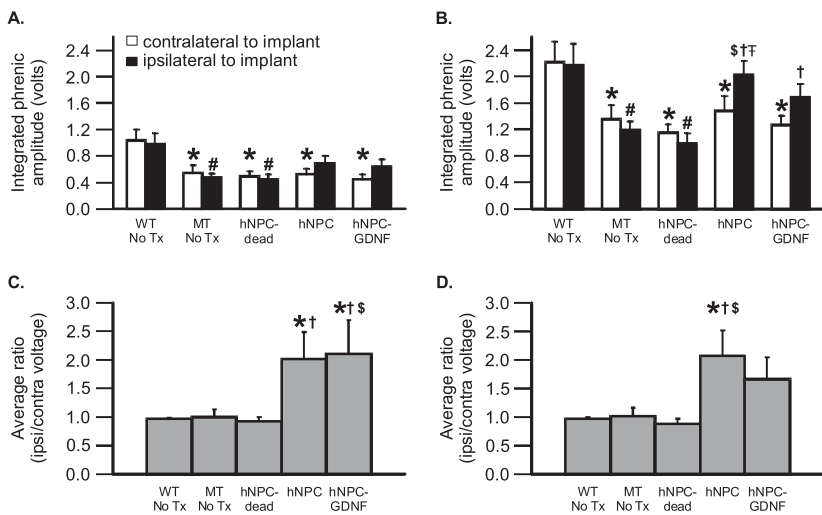 A.
contralateral to implant
ipsilateral to implant
Integrated phrenic
amplitude (volts)
2.4
2.0
1.6
1.2
0.8
0.4
0.0
* # * # * *
WT
No Tx
MT
No Tx
hNPC-
dead
hNPC
hNPC-
GDNF
B.
Integrated phrenic
amplitude (volts)
2.4
2.0
1.6
1.2
0.8
0.4
0.0
$†Ŧ
†
* # * # * *
WT
No Tx
MT
No Tx
hNPC-
dead
hNPC
hNPC-
GDNF
C.
Average ratio
(ipsi/contra voltage)
3.0
2.5
2.0
1.5
1.0
0.5
0.0
*†
*†$
WT
No Tx
MT
No Tx
hNPC-
dead
hNPC
hNPC-
GDNF
D.
Average ratio
(ipsi/contra voltage)
3.0
2.5
2.0
1.5
1.0
0.5
0.0
*†$
WT
No Tx
MT
No Tx
hNPC-
dead
hNPC
hNPC-
GDNF